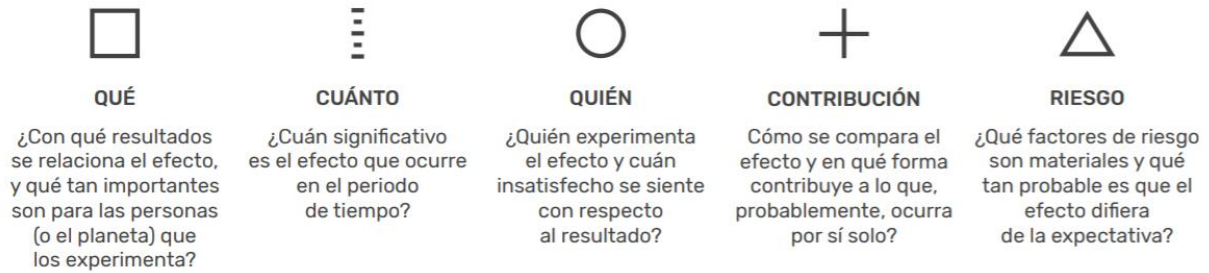 QUÉ
¿Con qué resultados
se relaciona el efecto,
y qué tan importantes
son para las personas
(o el planeta) que
los experimenta?
CUÁNTO
¿Cuán significativo
es el efecto que ocurre
en el periodo
de tiempo?
QUIÉN
¿Quién experimenta
el efecto y cuán
insatisfecho se siente
con respecto
al resultado?
CONTRIBUCIÓN
Cómo se compara el
efecto y en qué forma
contribuye a lo que,
probablemente, ocurra
por sí solo?
RIESGO
¿Qué factores de riesgo
son materiales y qué
tan probable es que el
efecto difiera
de la expectativa?